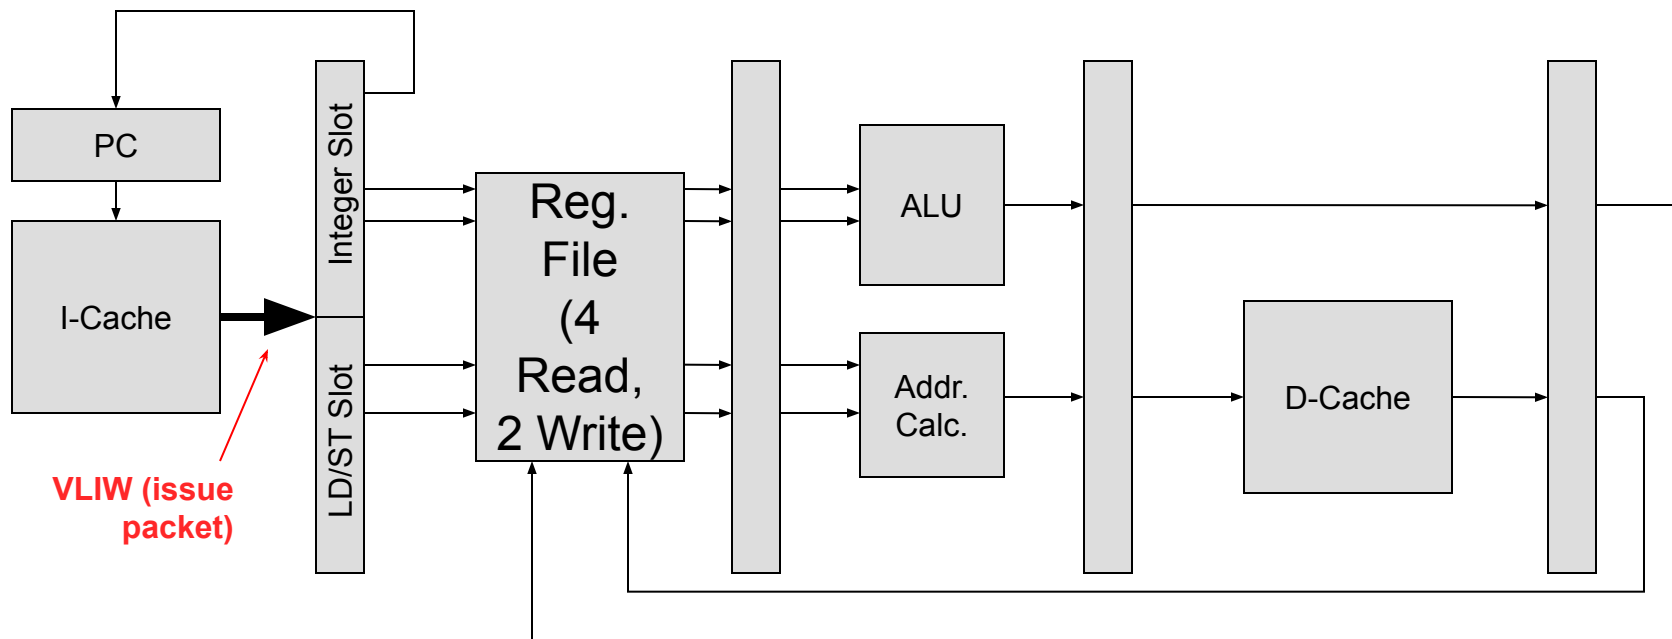 PC
I-Cache
VLIW (issue
packet)
Integer Slot
LD/ST Slot
Reg.
File
(4
Read,
2 Write)
ALU
Addr.
Calc.
D-Cache